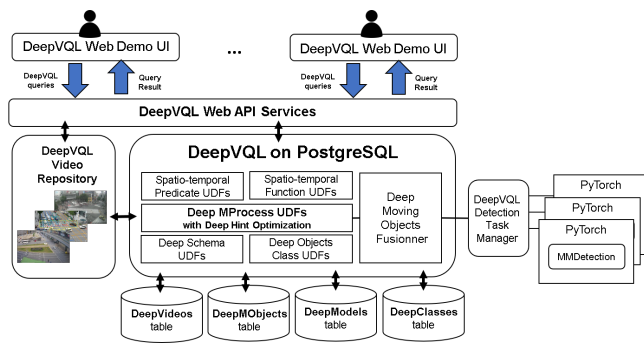 DeepVQL Web Demo UI
...
DeepVQL Web Demo UI
DeepVQL
queries
Query
Result
DeepVQL
queries
Query
Result
DeepVQL Web API Services
DeepVQL
Video
Repository
DeepVQL on PostgreSQL
Spatio-temporal
Predicate UDFs
Spatio-temporal
Function UDFs
Deep MProcess UDFs
with Deep Hint Optimization
Deep Schema
UDFs
Deep Objects
Class UDFs
Deep
Moving
Objects
Fusionner
DeepVQL
Detection
Task
Manager
PyTorch
PyTorch
PyTorch
MMDetection
DeepVideos
table
DeepMObjects
table
DeepModels
table
DeepClasses
table